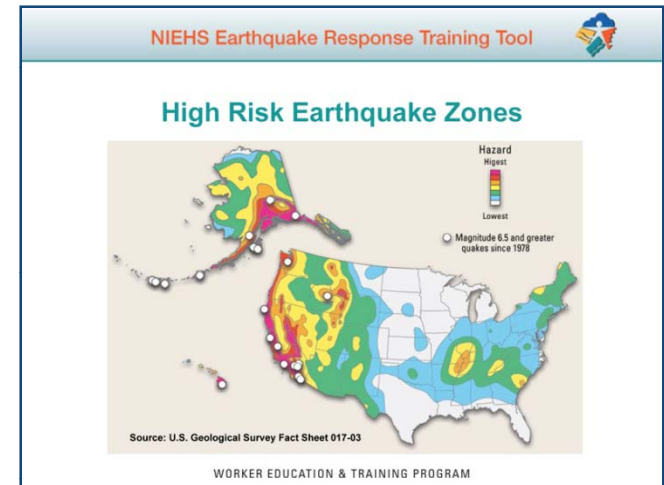 NIEHS Earthquake Response Training Tool
High Risk Earthquake Zones
Hazard
Higest
Lowest
Magnitude 6.5 and greater
quakes since 1978
Source: U.S. Geological Survey Fact Sheet 017-03
WORKER EDUCATION & TRAINING PROGRAM